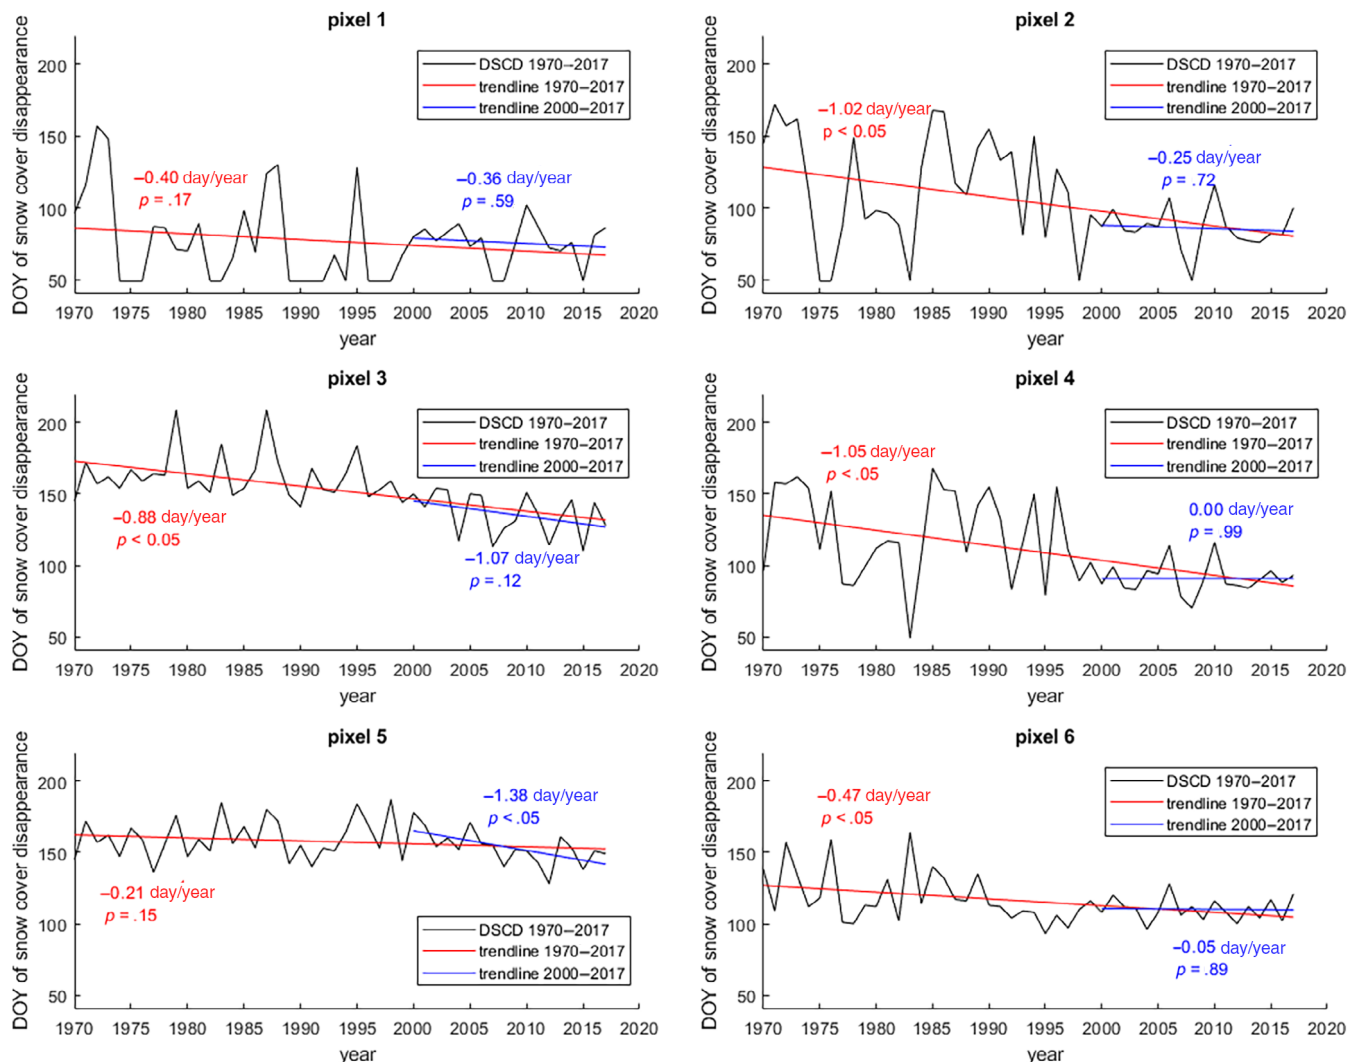 pixel 1
DOY of snow cover disappearance
200
150
100
50
DSCD 1970–2017
trendline 1970–2017
trendline 2000–2017
–0.40 day/year
p = .17
–0.36 day/year
p = .59
1970 1975 1980 1985 1990 1995 2000 2005 2010 2015 2020
year
pixel 2
DOY of snow cover disappearance
200
150
100
50
DSCD 1970–2017
trendline 1970–2017
trendline 2000–2017
–1.02 day/year
p < 0.05
–0.25 day/year
p = .72
1970 1975 1980 1985 1990 1995 2000 2005 2010 2015 2020
year
pixel 3
DOY of snow cover disappearance
200
150
100
50
DSCD 1970–2017
trendline 1970–2017
trendline 2000–2017
–0.88 day/year
p < 0.05
–1.07 day/year
p = .12
1970 1975 1980 1985 1990 1995 2000 2005 2010 2015 2020
year
pixel 4
DOY of snow cover disappearance
200
150
100
50
DSCD 1970–2017
trendline 1970–2017
trendline 2000–2017
–1.05 day/year
p <.05
0.00 day/year
p = .99
1970 1975 1980 1985 1990 1995 2000 2005 2010 2015 2020
year
pixel 5
DOY of snow cover disappearance
200
150
100
50
–1.38 day/year
p <.05
–0.21 day/year
p = .15
DSCD 1970–2017
trendline 1970–2017
trendline 2000–2017
1970 1975 1980 1985 1990 1995 2000 2005 2010 2015 2020
year
pixel 6
DOY of snow cover disappearance
200
150
100
50
DSCD 1970–2017
trendline 1970–2017
trendline 2000–2017
–0.47 day/year
p <.05
–0.05 day/year
p = .89
1970 1975 1980 1985 1990 1995 2000 2005 2010 2015 2020
year